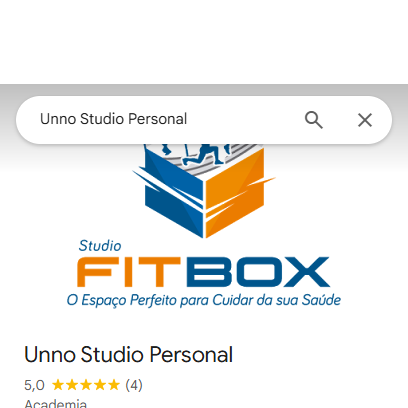 Unno Studio Personal
Studio
FITBOX
O Espaço Perfeito para Cuidar da sua Saúde
Unno Studio Personal
5,0 ★★★★★ (4)
Academia